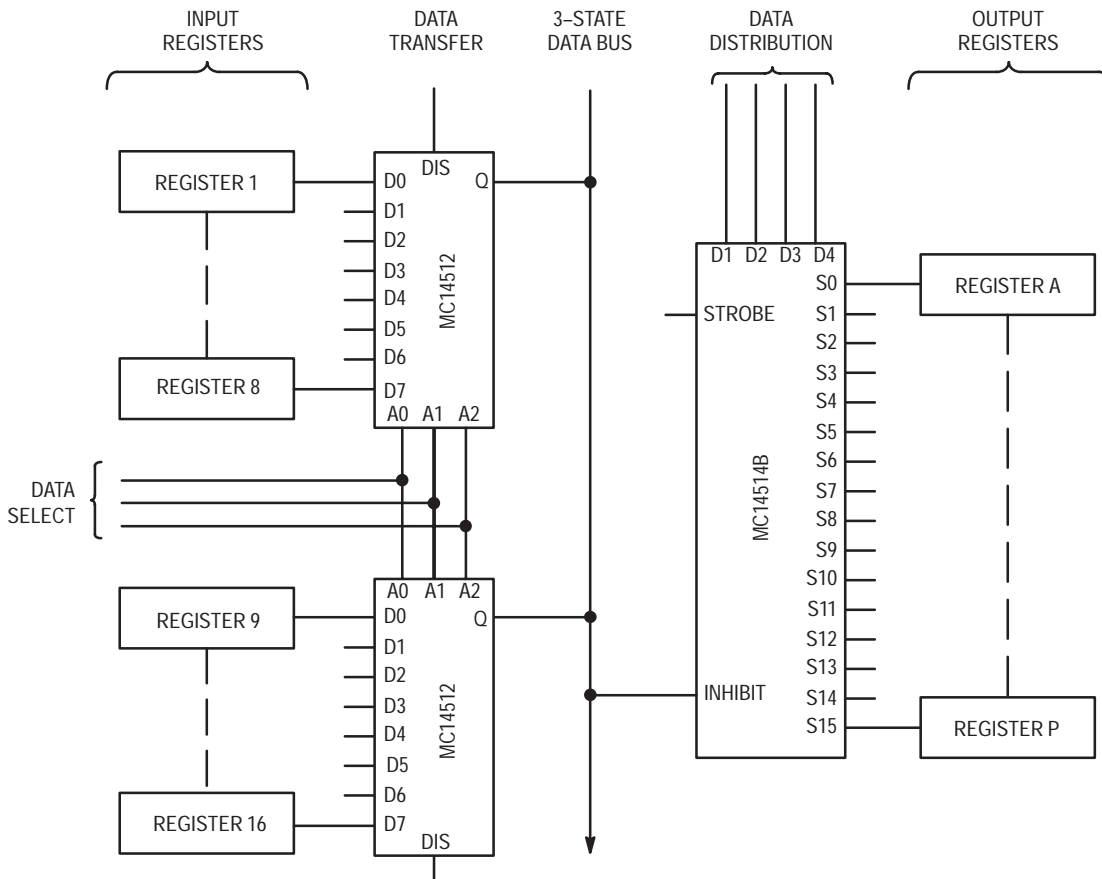 INPUT
REGISTERS
DATA
TRANSFER
3–STATE
DATA BUS
DATA
DISTRIBUTION
OUTPUT
REGISTERS
REGISTER 1
REGISTER 8
DIS
D0
Q
D1
D2
D3
D4
D5
D6
D7
MC14512
A0 A1 A2
DATA
SELECT
REGISTER 9
REGISTER 16
A0 A1 A2
D0
Q
D1
D2
D3
D4
D5
D6
D7
MC14512
DIS
D1 D2 D3 D4
STROBE
INHIBIT
MC14514B
S0
S1
S2
S3
S4
S5
S6
S7
S8
S9
S10
S11
S12
S13
S14
S15
REGISTER A
REGISTER P